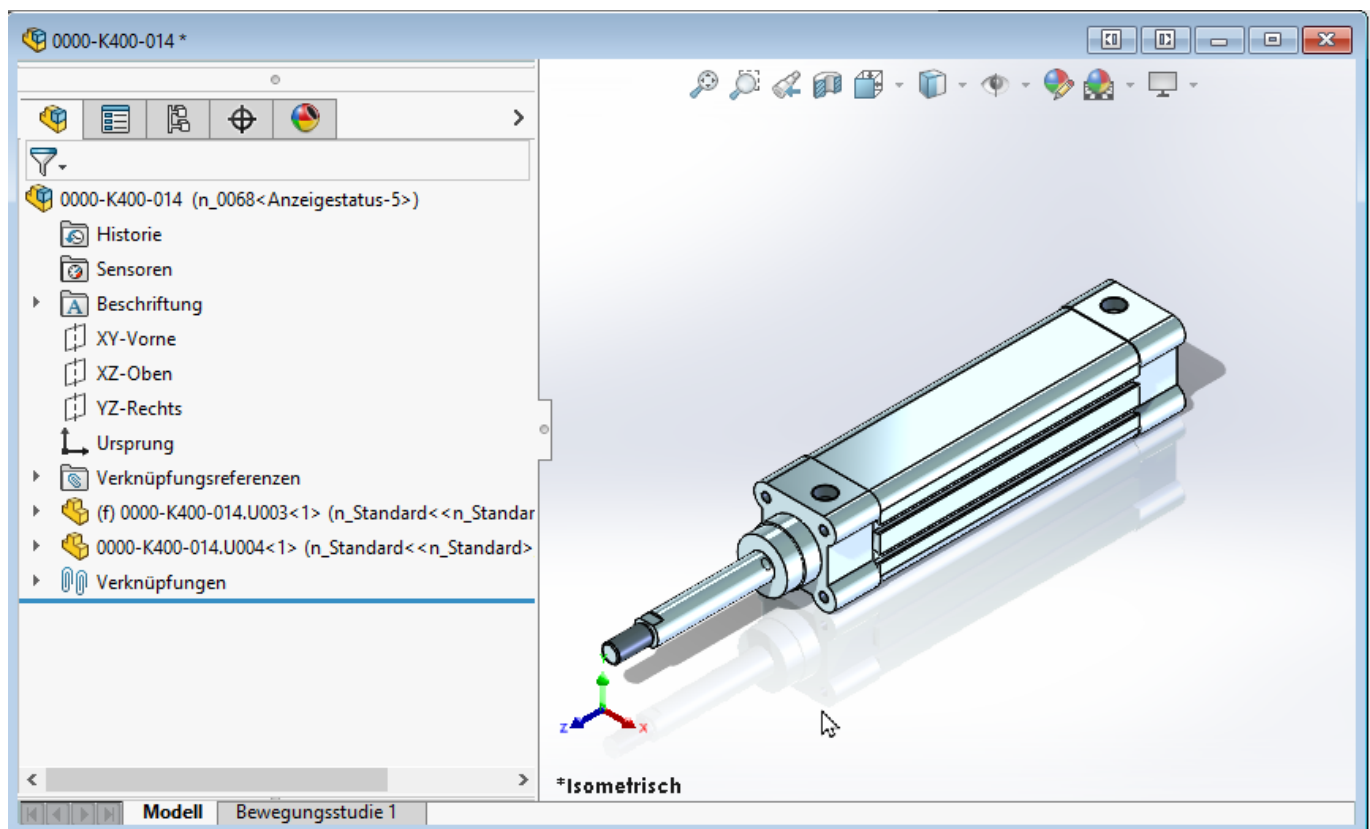 0000-K400-014 *
0000-K400-014 (n_0068<Anzeigestatus-5>)
Historie
Sensoren
A Beschriftung
XY-Vorne
XZ-Oben
YZ-Rechts
Ursprung
Verknüpfungsreferenzen
(f) 0000-K400-014.U003<1> (n_Standard<<n_Standar
0000-K400-014.U004<1> (n_Standard<<n_Standard>
Verknüpfungen
z x
*Isometrisch
Modell Bewegungsstudie 1